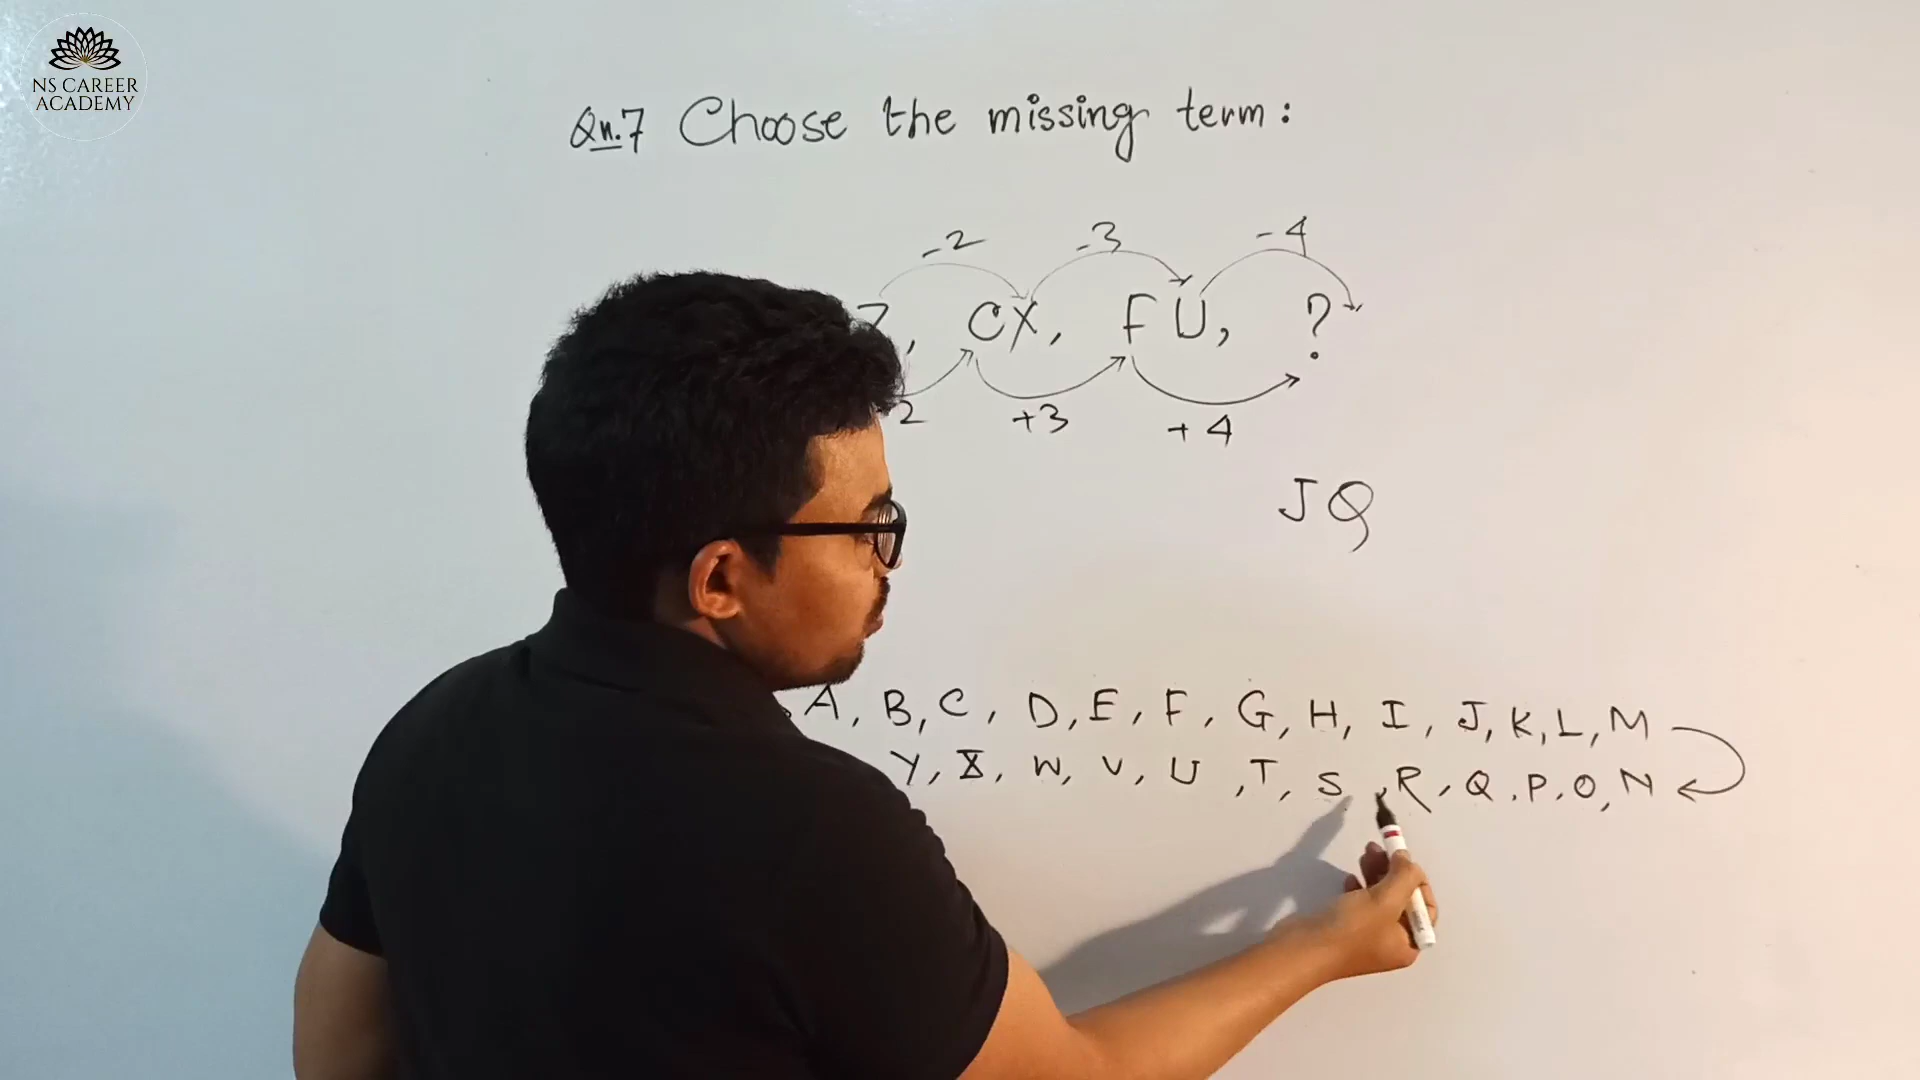 NS CAREER
ACADEMY
Qn.7 Choose the missing term:
-2 -3 -4
, CX, FU, ?
2 +3 +4
JQ
A, B, C, D, E, F, G, H, I, J, K, L, M
Y, X, W, V, U, T, S, R, Q, P, O, N